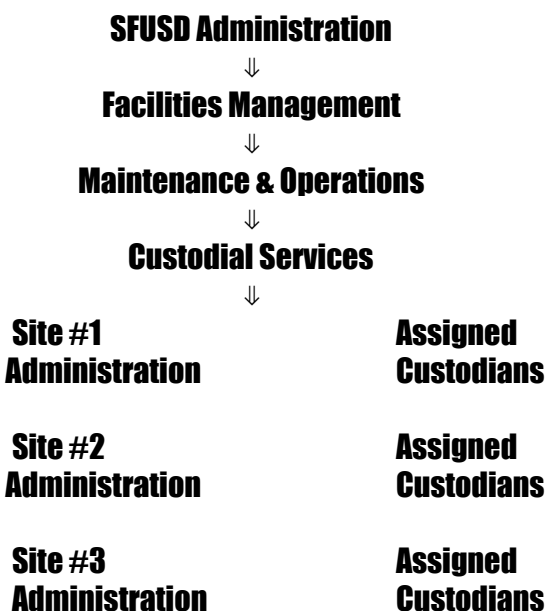 SFUSD Administration
⇓
Facilities Management
⇓
Maintenance & Operations
⇓
Custodial Services
⇓
Site #1 Assigned
Administration Custodians
Site #2 Assigned
Administration Custodians
Site #3 Assigned
Administration Custodians